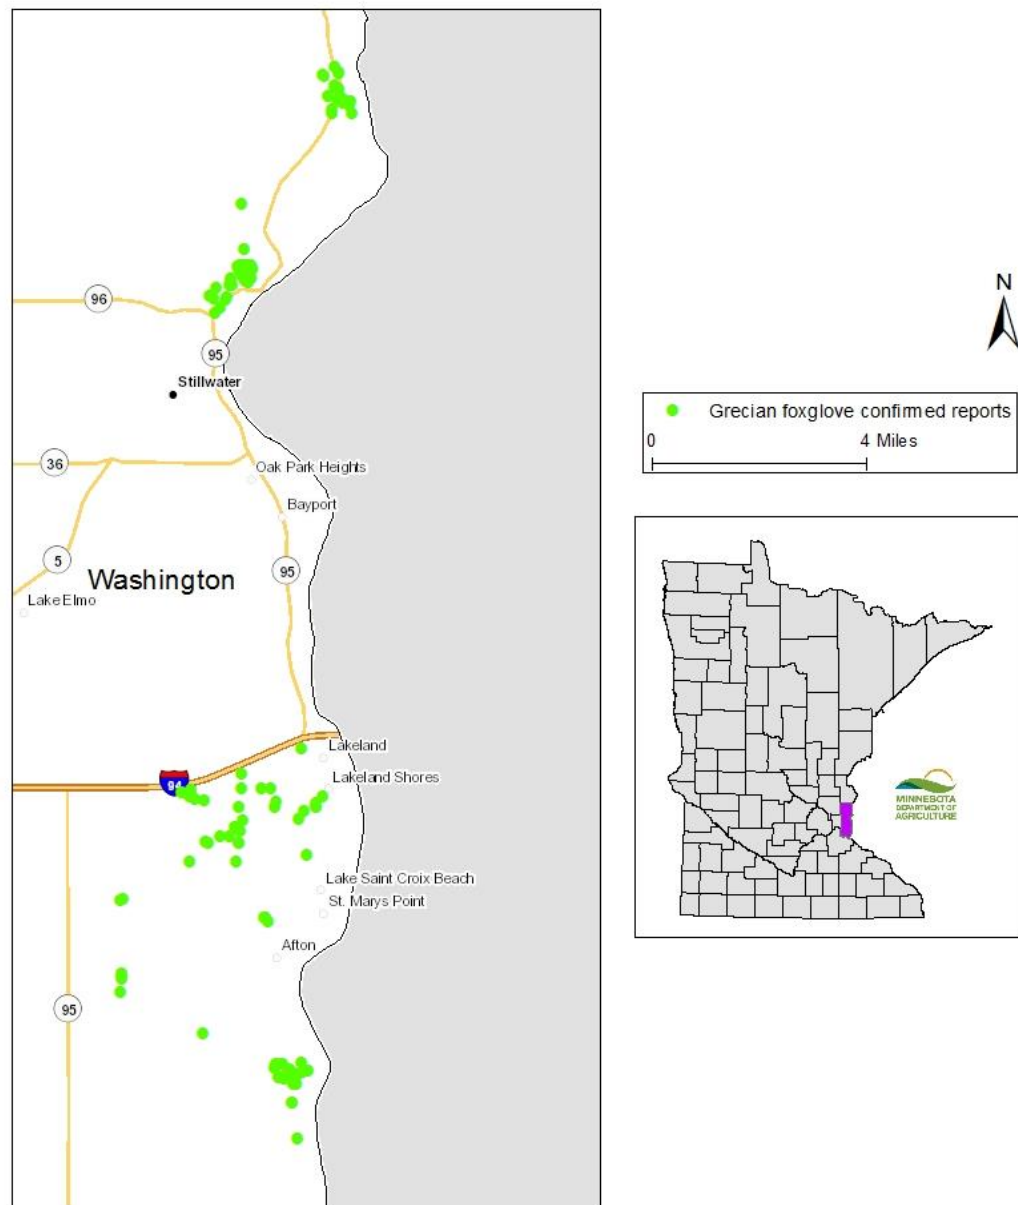 96
95
Stillwater
36
Oak Park Heights
Bayport
5
95
Washington
Lake Elmo
Lakeland
94
Lakeland Shores
Lake Saint Croix Beach
St. Marys Point
Afton
95
N
Grecian foxglove confirmed reports
0 4 Miles
MINNESOTA
DEPARTMENT OF
AGRICULTURE